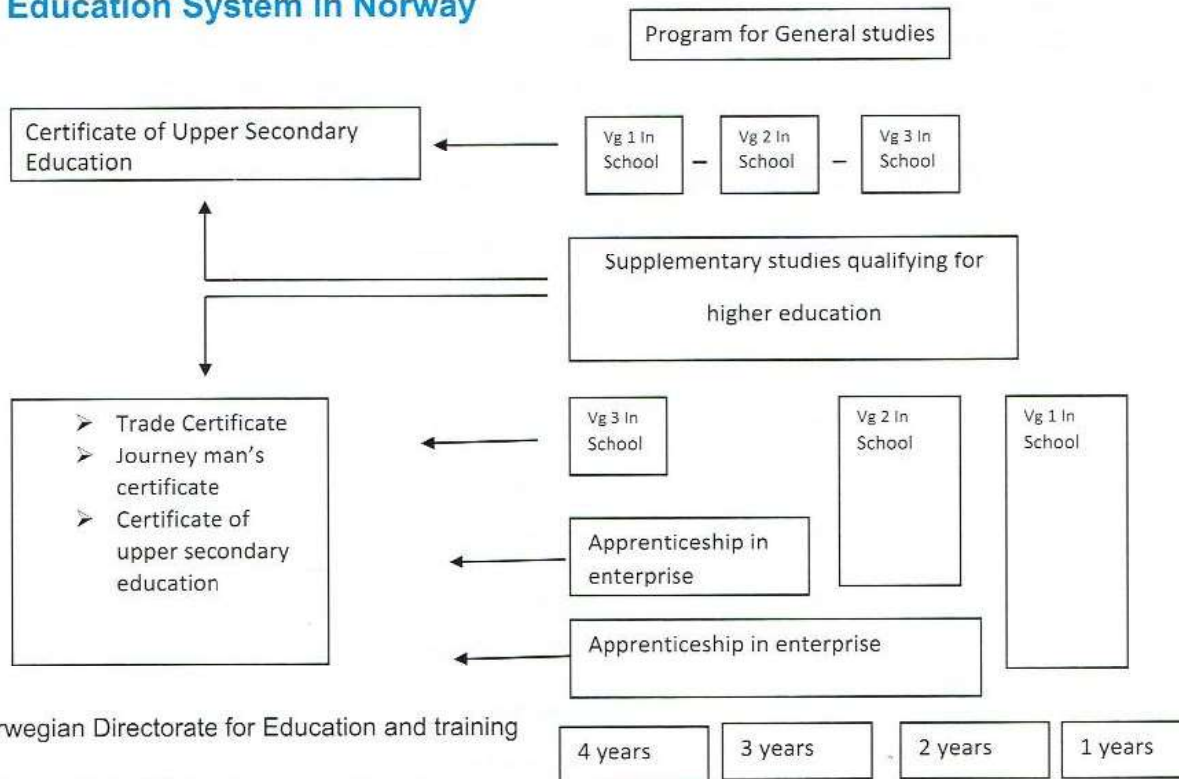 Education System in Norway
Program for General studies
Certificate of Upper Secondary
Education
Vg 1 In
School
–
Vg 2 In
School
–
Vg 3 In
School
Supplementary studies qualifying for
higher education
➢ Trade Certificate
➢ Journey man's
certificate
➢ Certificate of
upper secondary
education
Vg 3 In
School
Vg 2 In
School
Vg 1 In
School
Apprenticeship in
enterprise
Apprenticeship in enterprise
rwegian Directorate for Education and training
4 years
3 years
2 years
1 years